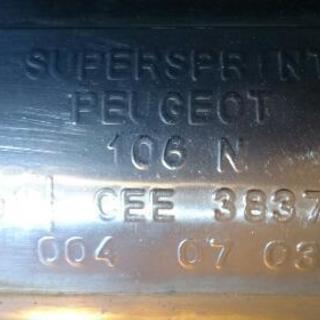 SUPERSPRINT
PEUGEOT
106 N
CEE 3837
004 07 03